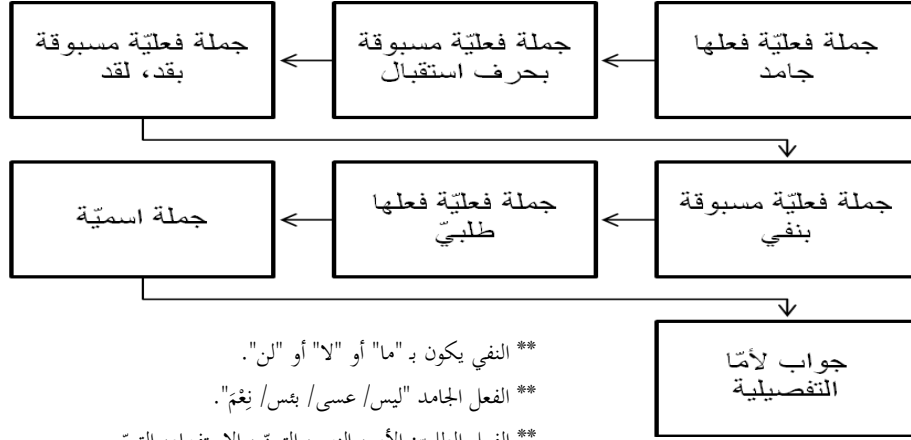 جملة فعليّة فعلها
جامد
جملة فعليّة مسبوقة
بحرف استقبال
جملة فعليّة مسبوقة
بقد، لقد
جملة فعليّة مسبوقة
بنفي
جملة فعليّة فعلها
طلبيّ
جملة اسميّة
جواب لأمّا
التفصيلية
** النفي يكون بـ "ما" أو "لا" أو "لن".
** الفعل الجامد "ليس/ عسى/ بئس/ نِعْمَ".